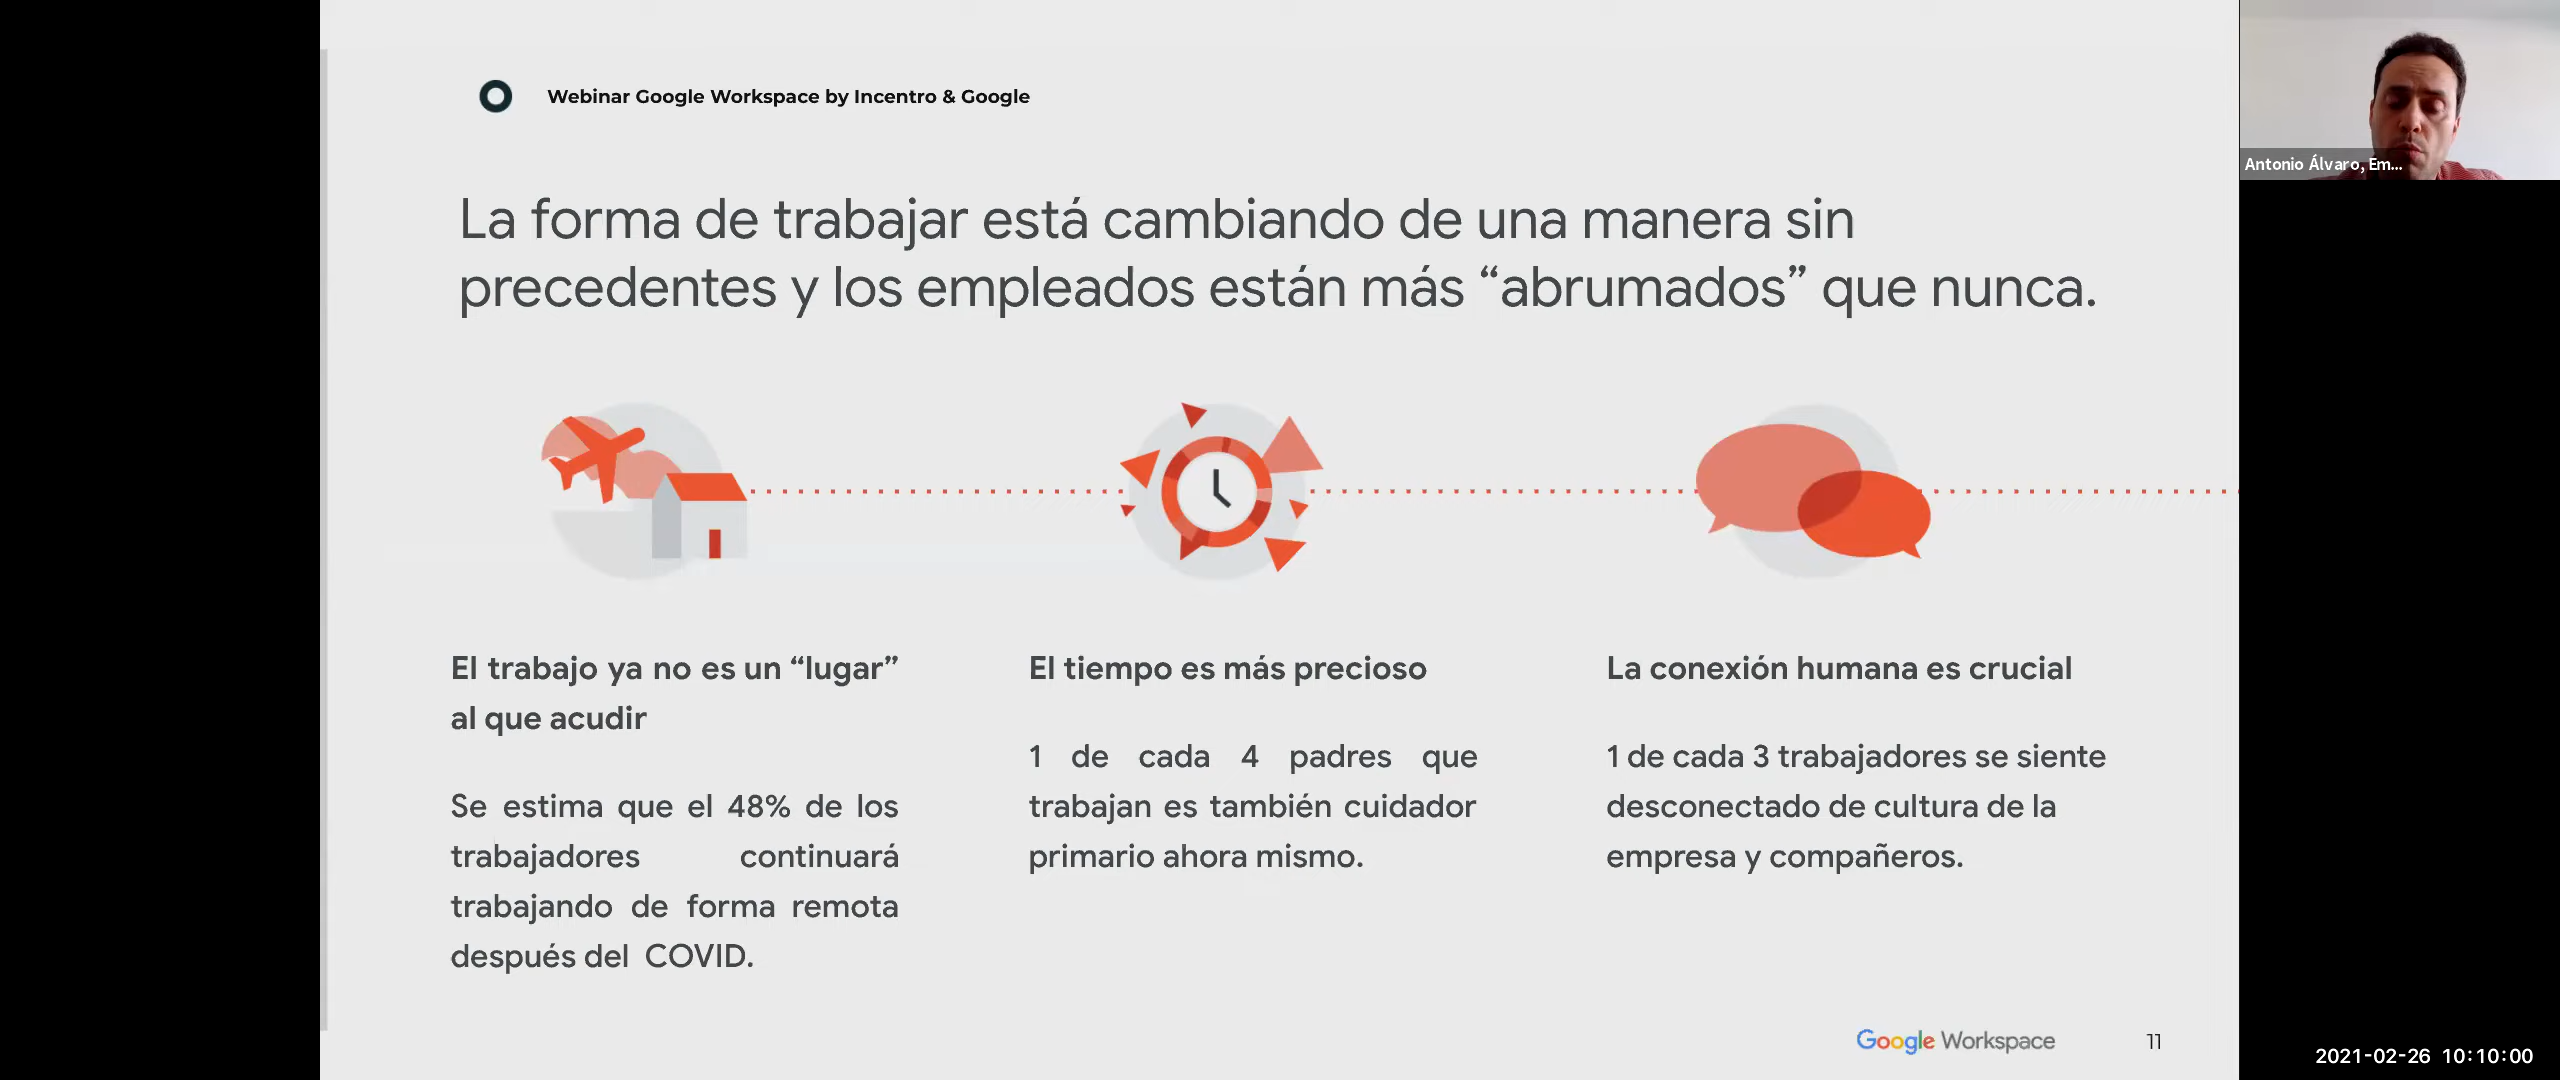 Webinar Google Workspace by Incentro & Google
Antonio Álvaro, Em...
La forma de trabajar está cambiando de una manera sin
precedentes y los empleados están más “abrumados” que nunca.
El trabajo ya no es un “lugar”
al que acudir
Se estima que el 48% de los
trabajadores continuará
trabajando de forma remota
después del COVID.
El tiempo es más precioso
1 de cada 4 padres que
trabajan es también cuidador
primario ahora mismo.
La conexión humana es crucial
1 de cada 3 trabajadores se siente
desconectado de cultura de la
empresa y compañeros.
Google Workspace
11
2021-02-26 10:10:00